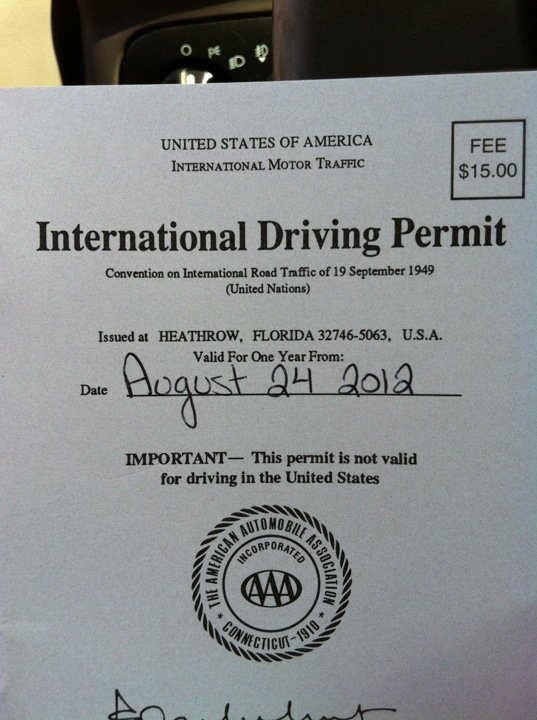 UNITED STATES OF AMERICA
INTERNATIONAL MOTOR TRAFFIC
FEE
$15.00
International Driving Permit
Convention on International Road Traffic of 19 September 1949
(United Nations)
Issued at HEATHROW, FLORIDA 32746-5063, U.S.A.
Valid For One Year From:
Date August 24 2012
IMPORTANT— This permit is not valid
for driving in the United States
THE AMERICAN AUTOMOBILE ASSOCIATION
INCORPORATED
AAA
CONNECTICUT-1910